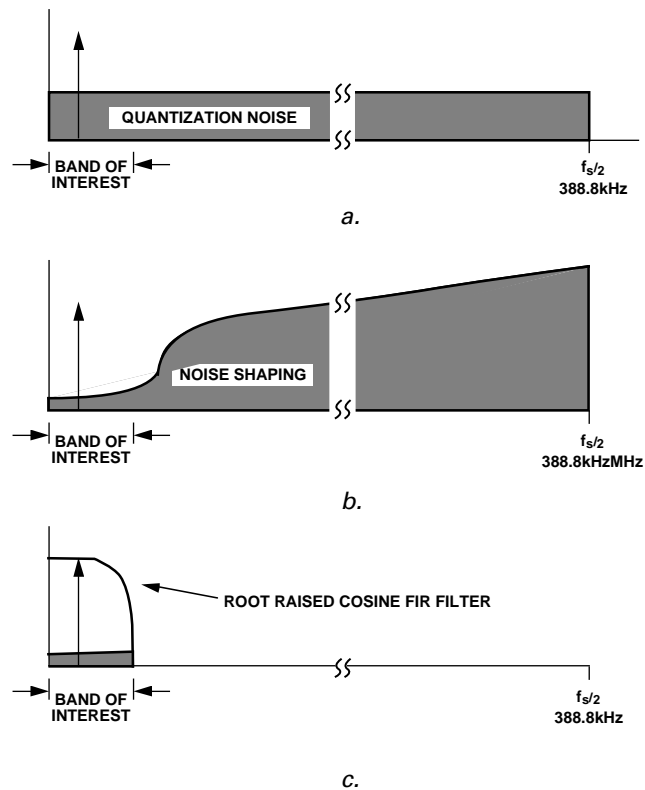 QUANTIZATION NOISE
BAND OF
INTEREST
fs/2
388.8kHz
a.
NOISE SHAPING
BAND OF
INTEREST
fs/2
388.8kHzMHz
b.
ROOT RAISED COSINE FIR FILTER
BAND OF
INTEREST
fs/2
388.8kHz
c.